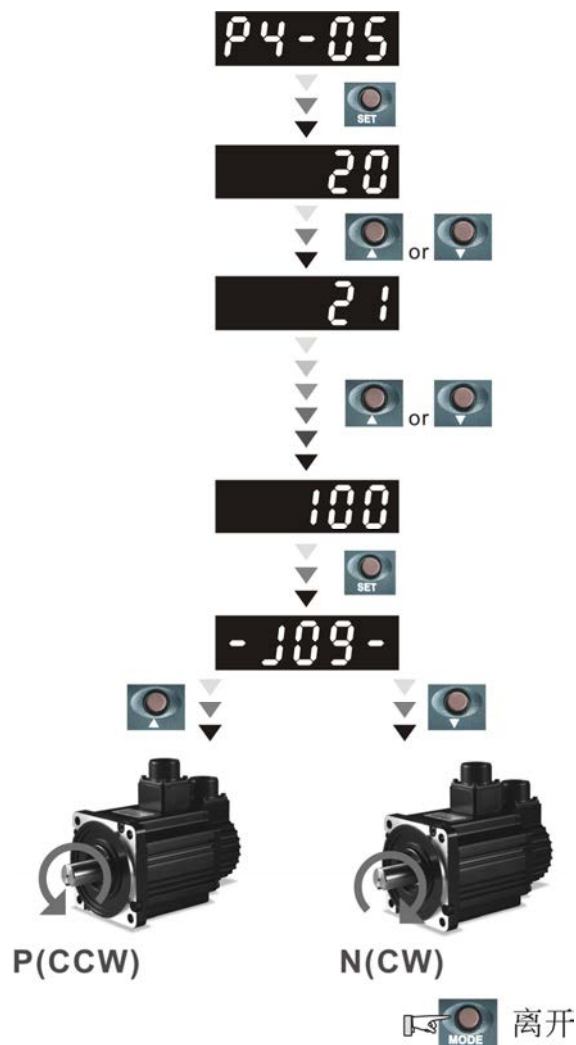 P4-05
SET
20
▲ or ▼
21
▲ or ▼
100
SET
-JOG-
▲ ▼
P(CCW) N(CW)
MODE 离开